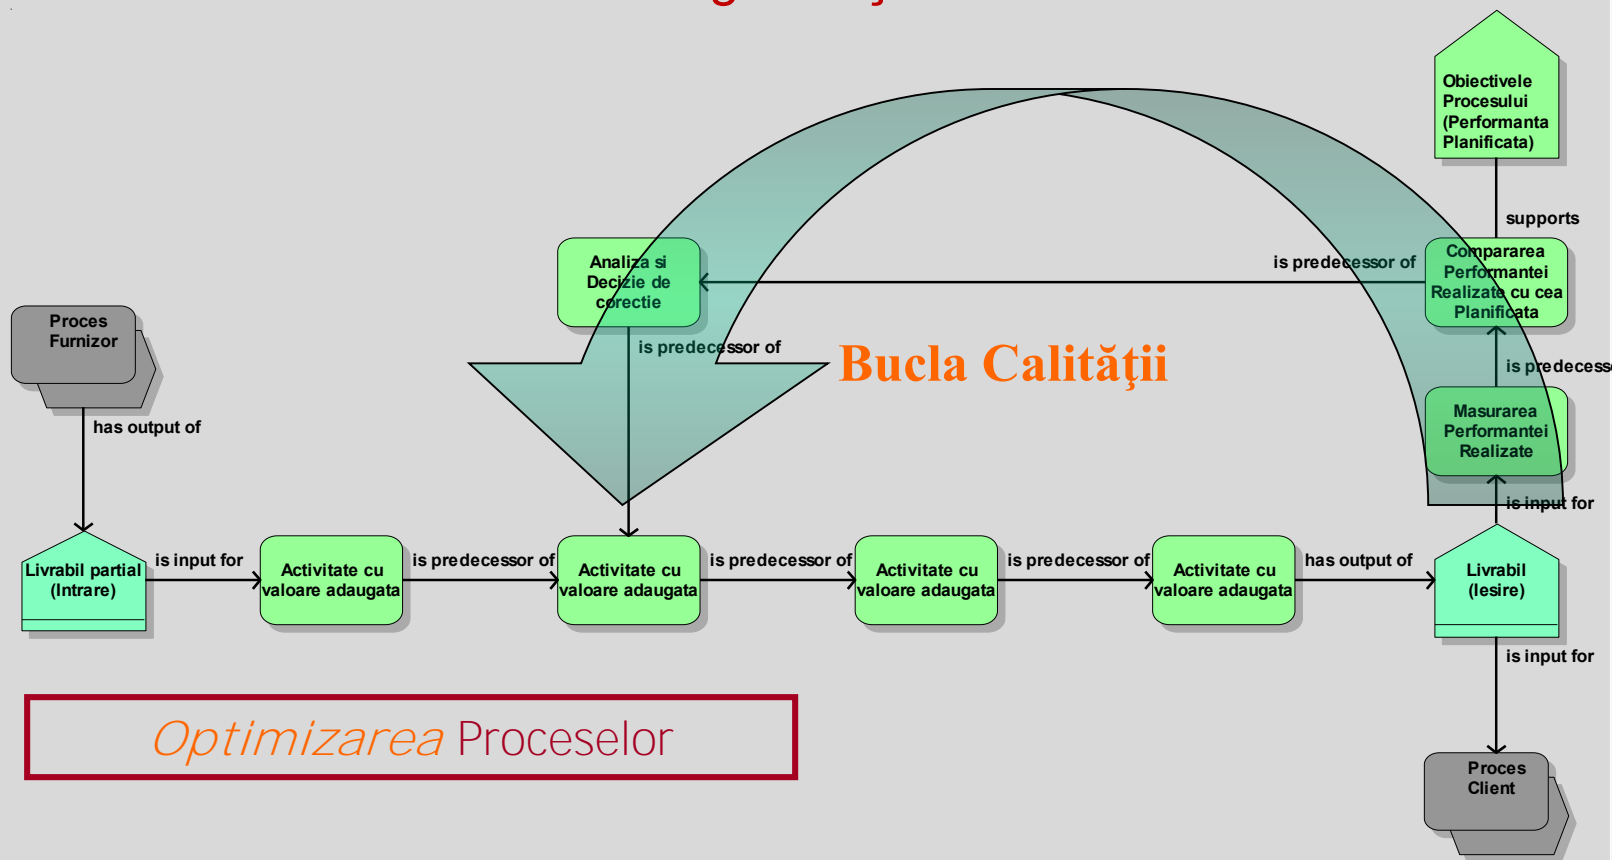 Obiectivele
Procesului
(Performanta
Planificata)
supports
Analiza si
Decizie de
corectie
is predecessor of
Compararea
Performantei
Realizate cu cea
Planificata
Proces
Furnizor
is predecessor of
Bucla Calităţii
is
has output of
Masurarea
Performantei
Realizate
is input for
Livrabil partial
(Intrare)
is input for
Activitate cu
valoare adaugata
is predecessor of
Activitate cu
valoare adaugata
is predecessor of
Activitate cu
valoare adaugata
is predecessor of
Activitate cu
valoare adaugata
has output of
Livrabil
(Iesire)
is input for
Optimizarea Proceselor
Proces
Client